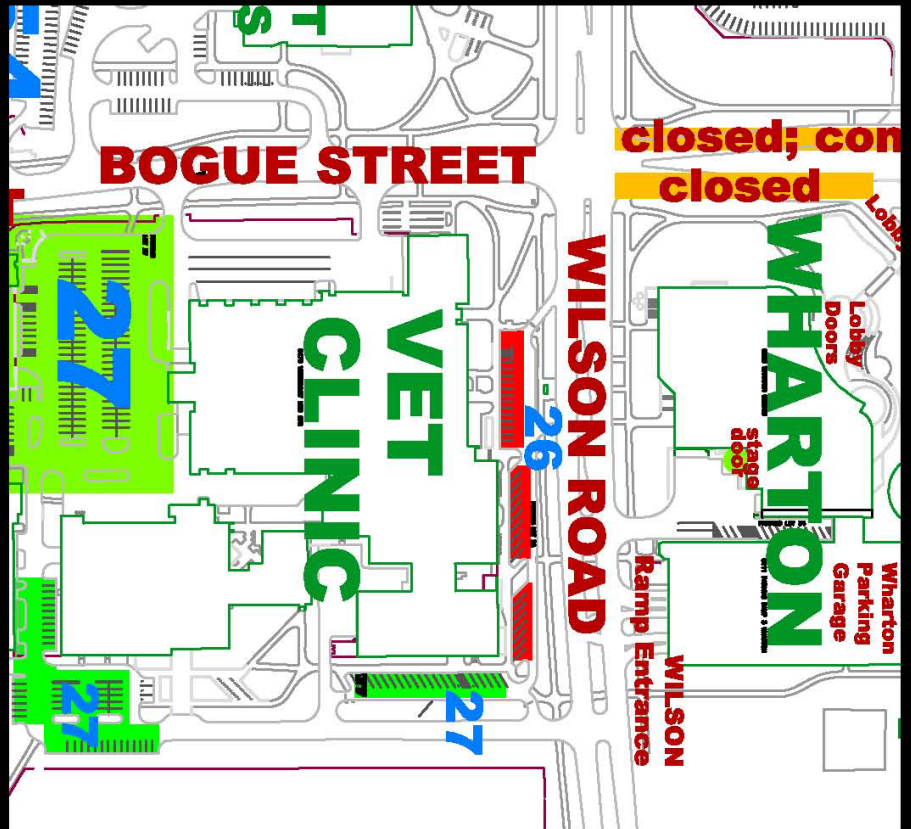 BOGUE STREET
closed; con
closed
Lobby
27
VET
CLINIC
26
WILSON ROAD
WHARTON
Lobby
Doors
stage
door
Ramp Entrance
WILSON
Wharton
Parking
Garage
27
27